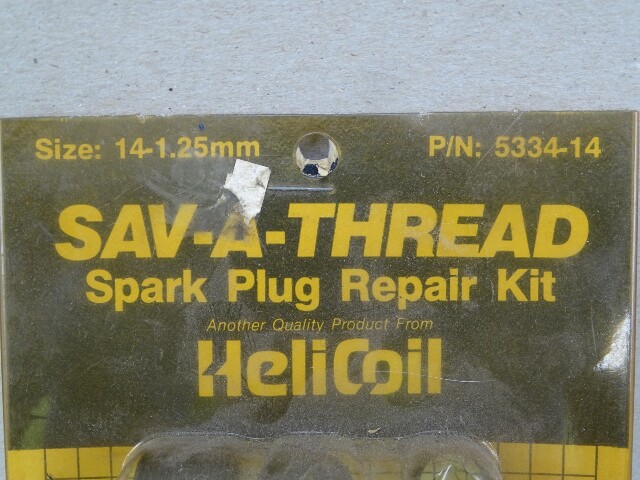 Size: 14-1.25mm P/N: 5334-14
SAV-A-THREAD
Spark Plug Repair Kit
Another Quality Product From
HeliCoil